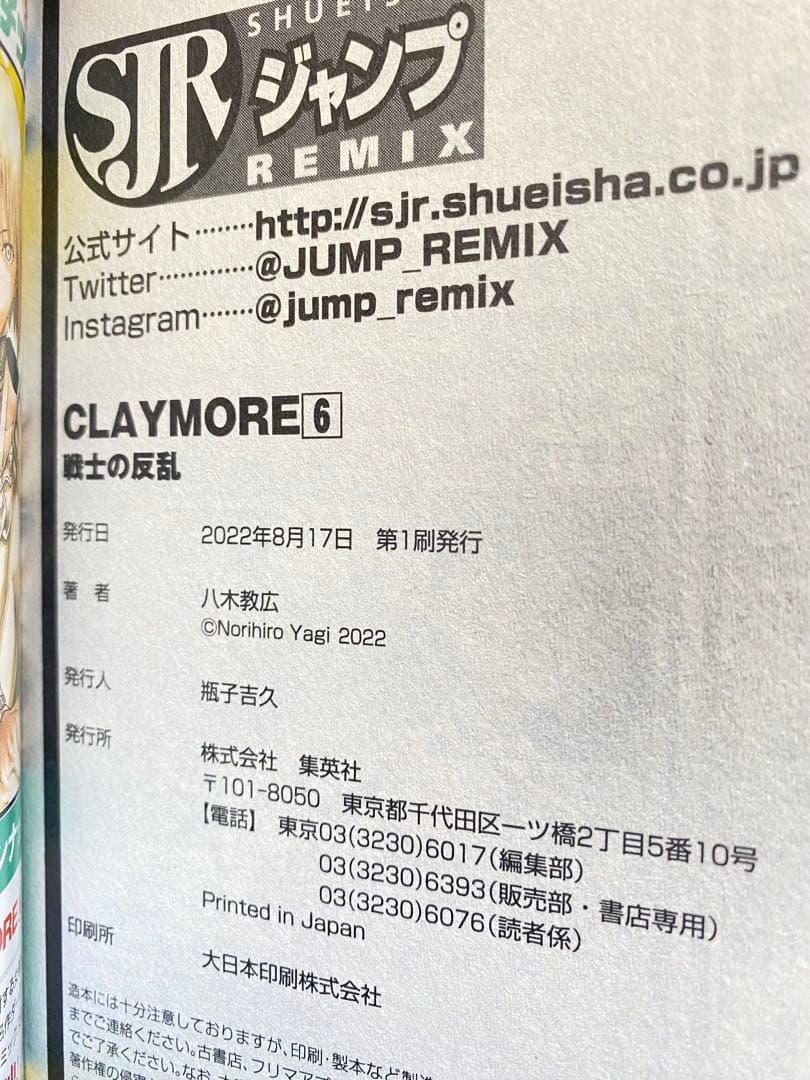 SHUEIS
SJR ジャンプ
REMIX
公式サイト········http://sjr.shueisha.co.jp
Twitter·············@JUMP_REMIX
Instagram·······@jump_remix
CLAYMORE 6
戦士の反乱
発行日 2022年8月17日 第1刷発行
著 者 八木教広
©Norihiro Yagi 2022
発行人 瓶子吉久
発行所 株式会社 集英社
〒101-8050 東京都千代田区一ツ橋2丁目5番10号
【電話】 東京03(3230)6017(編集部)
03(3230)6393(販売部・書店専用)
03(3230)6076(読者係)
Printed in Japan
印刷所 大日本印刷株式会社
造本には十分注意しておりますが、印刷・製本など製造
までご連絡ください。古書店、フリマアプ
でご了承ください。なお、
著作権の侵害